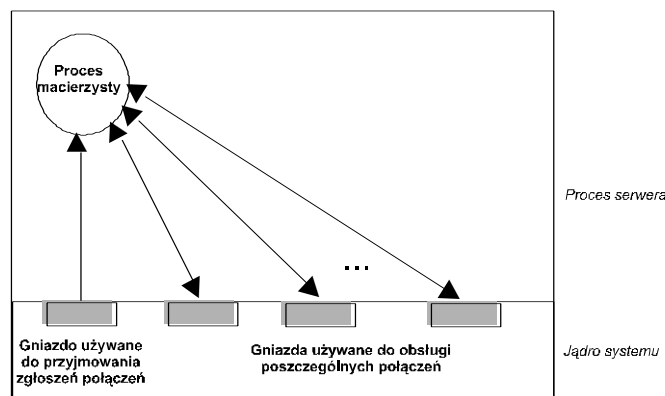 Proces
macierzysty
Proces serwera
...
Gniazdo używane
do przyjmowania
zgłoszeń połączeń
Gniazda używane do obsługi
poszczególnych połączeń
Jądro systemu